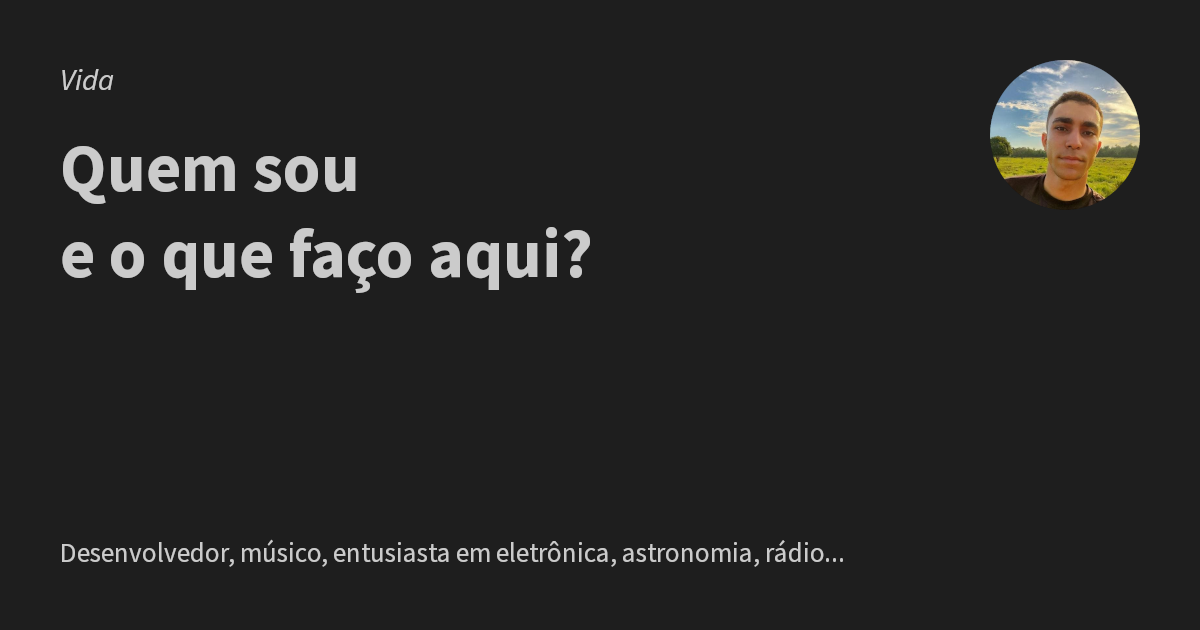 Vida
Quem sou
e o que faço aqui?
Desenvolvedor, músico, entusiasta em eletrônica, astronomia, rádio...